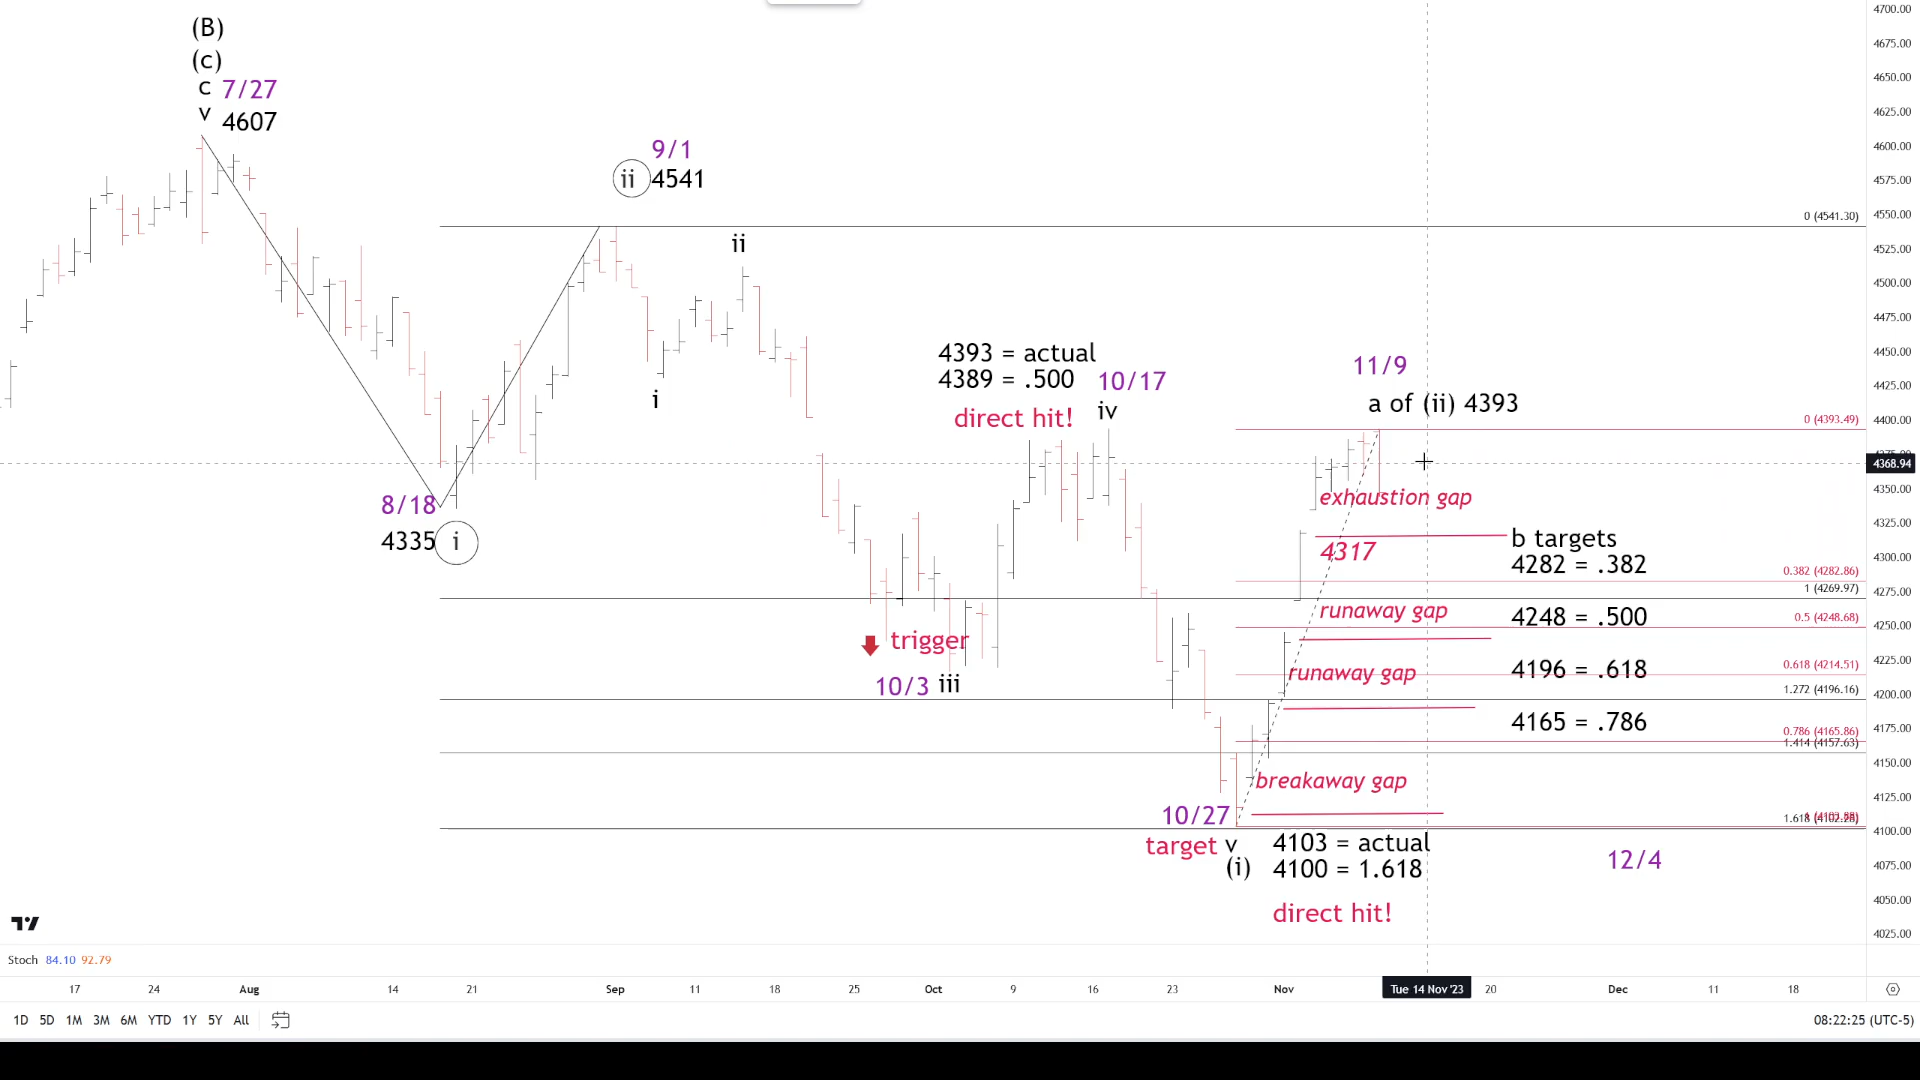 (B)
(c)
c 7/27
v 4607
9/1
ii 4541
ii
i
8/18
4335 i
4393 = actual
4389 = .500 10/17
direct hit! iv
11/9
a of (ii) 4393
exhaustion gap
4317
b targets
4282 = .382
runaway gap
4248 = .500
runaway gap
4196 = .618
4165 = .786
trigger
10/3 iii
breakaway gap
10/27
target v
(i)
4103 = actual
4100 = 1.618
direct hit!
12/4
0 (4541.30)
0 (4393.49)
0.382 (4282.86)
1 (4269.97)
0.5 (4248.68)
0.618 (4214.51)
1.272 (4196.16)
0.786 (4165.86)
1.414 (4157.63)
4700.00
4675.00
4650.00
4625.00
4600.00
4575.00
4550.00
4525.00
4500.00
4475.00
4450.00
4425.00
4400.00
4368.94
4350.00
4325.00
4300.00
4275.00
4250.00
4225.00
4200.00
4175.00
4150.00
4125.00
4100.00
4075.00
4050.00
4025.00
Stoch 84.10 92.79
17 24 Aug 14 21 Sep 11 18 25 Oct 9 16 23 Nov Tue 14 Nov '23 20 Dec 11 18
1D 5D 1M 3M 6M YTD 1Y 5Y All 08:22:25 (UTC-5)